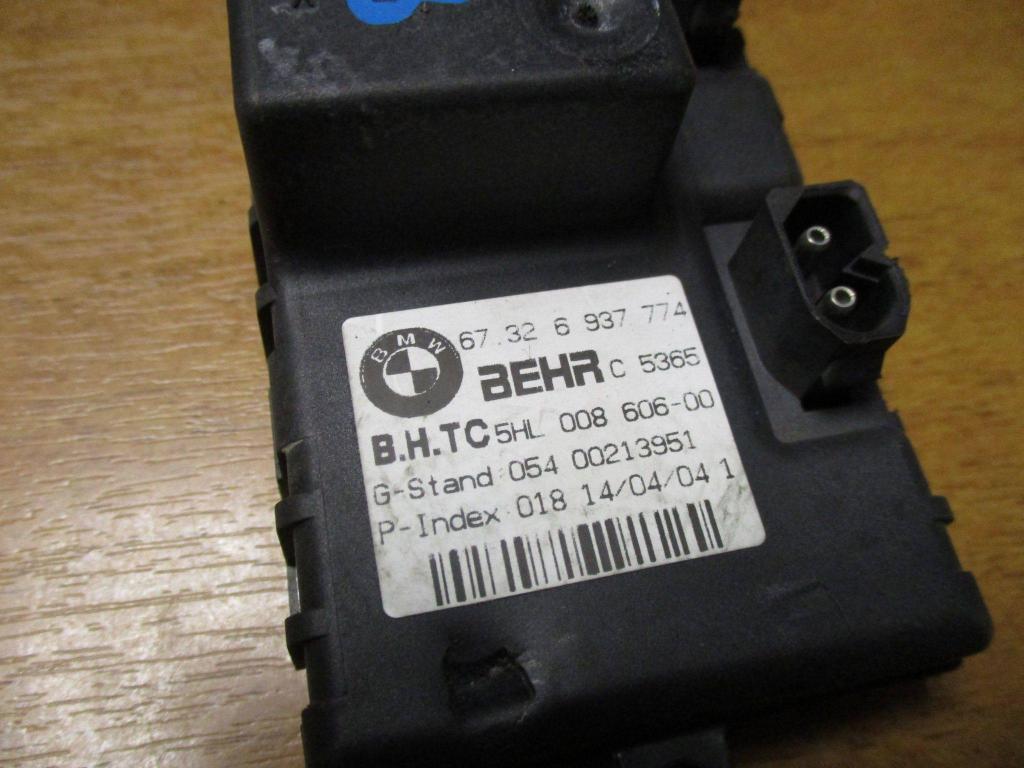 BMW
67.32 6 937 774
BEHR C 5365
B.H.TC 5HL 008 606-00
G-Stand 054 00213951
P-Index 018 14/04/04 1